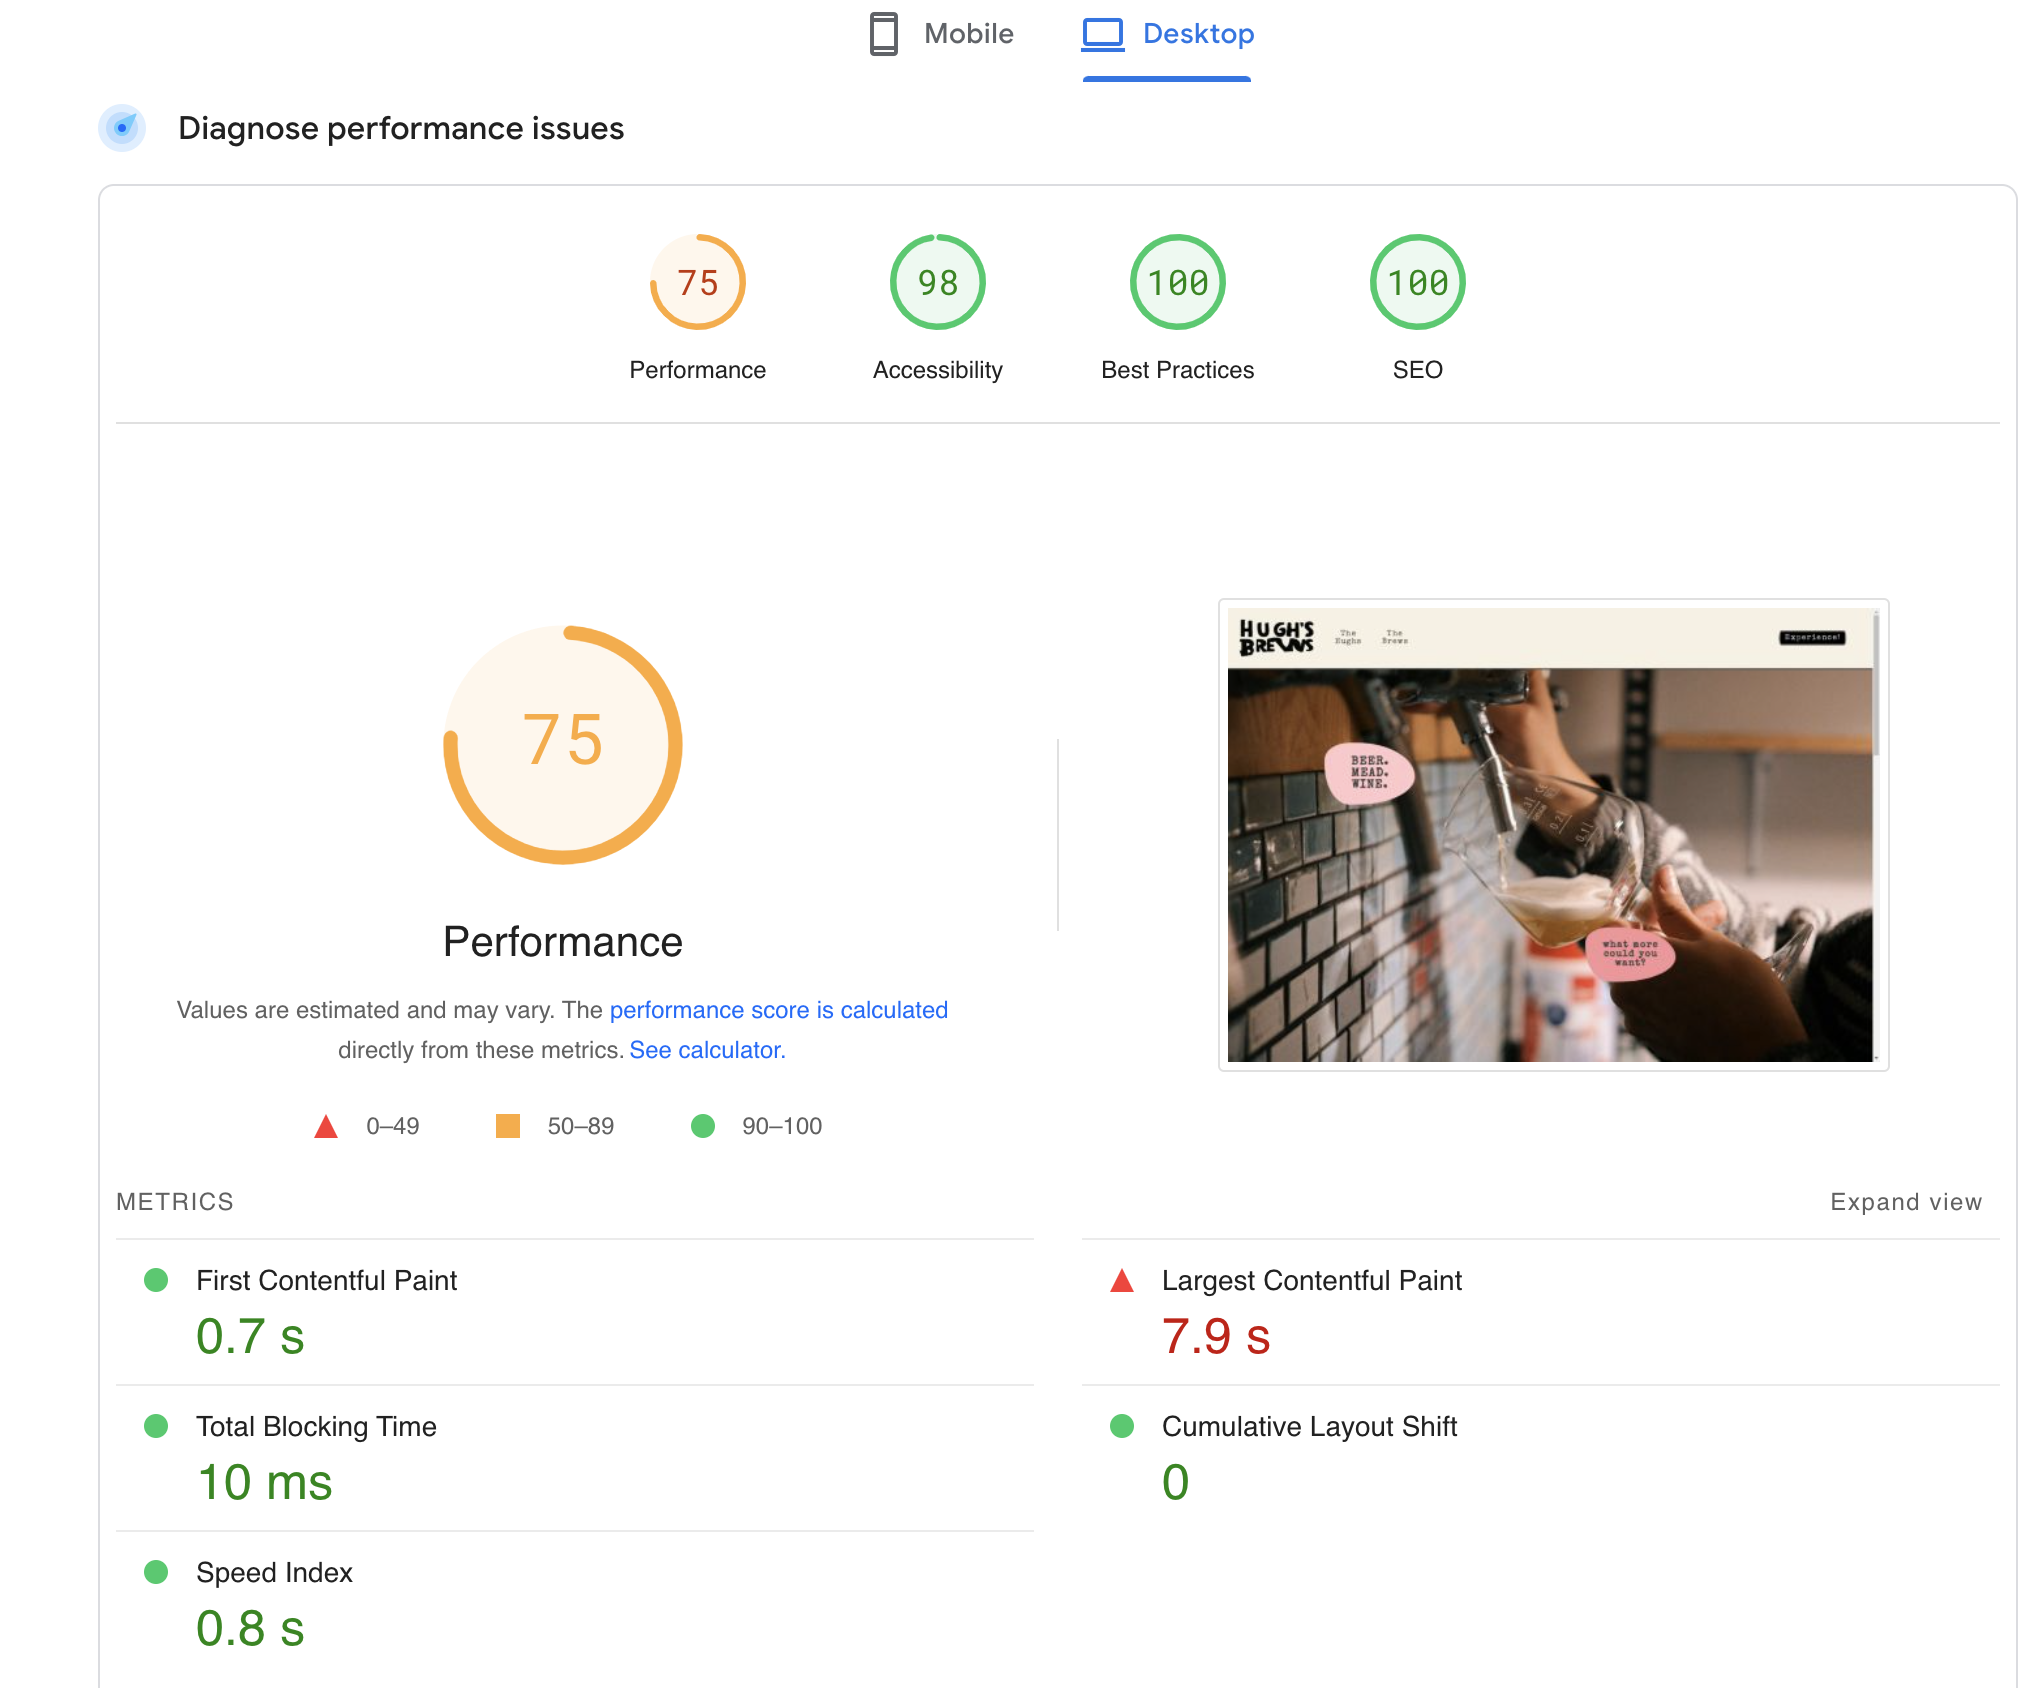 Mobile
Desktop
Diagnose performance issues
75
98
100
100
Performance
Accessibility
Best Practices
SEO
75
Performance
Values are estimated and may vary. The performance score is calculated
directly from these metrics. See calculator.
0–49
50–89
90–100
HUGH'S
BREWS
The
Hughs
The
Brews
Experience!
BEER.
MEAD.
WINE.
0.2l
0.1l
what more
could you
want?
METRICS
Expand view
First Contentful Paint
0.7 s
Largest Contentful Paint
7.9 s
Total Blocking Time
10 ms
Cumulative Layout Shift
0
Speed Index
0.8 s